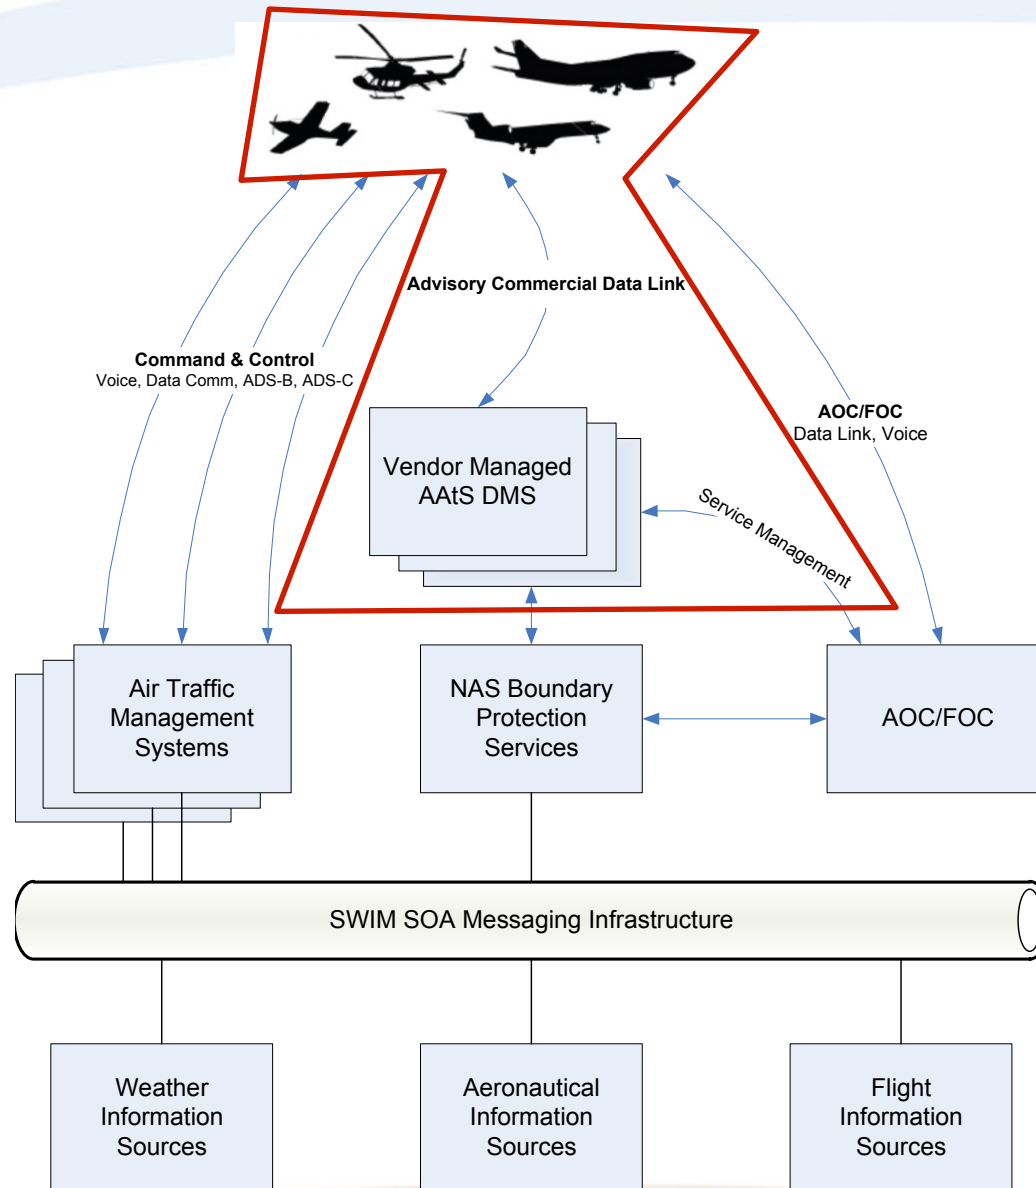 Advisory Commercial Data Link
Command & Control
Voice, Data Comm, ADS-B, ADS-C
AOC/FOC
Data Link, Voice
Vendor Managed
AAtS DMS
Service Management
Air Traffic
Management
Systems
NAS Boundary
Protection
Services
AOC/FOC
SWIM SOA Messaging Infrastructure
Weather
Information
Sources
Aeronautical
Information
Sources
Flight
Information
Sources